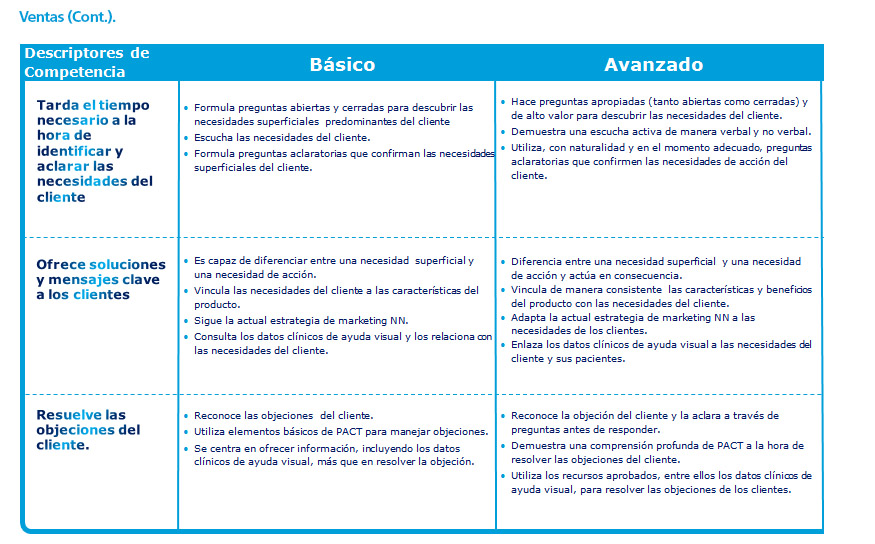 Ventas (Cont.).
Descriptores de
Competencia
Básico
Avanzado
Tarda el tiempo
necesario a la
hora de
identificar y
aclarar las
necesidades del
cliente
• Formula preguntas abiertas y cerradas para descubrir las
necesidades superficiales predominantes del cliente
• Escucha las necesidades del cliente.
• Formula preguntas aclaratorias que confirman las necesidades
superficiales del cliente.
• Hace preguntas apropiadas (tanto abiertas como cerradas) y
de alto valor para descubrir las necesidades del cliente.
• Demuestra una escucha activa de manera verbal y no verbal.
• Utiliza, con naturalidad y en el momento adecuado, preguntas
aclaratorias que confirmen las necesidades de acción del
cliente.
Ofrece soluciones
y mensajes clave
a los clientes
• Es capaz de diferenciar entre una necesidad superficial y
una necesidad de acción.
• Vincula las necesidades del cliente a las características del
producto.
• Sigue la actual estrategia de marketing NN.
• Consulta los datos clínicos de ayuda visual y los relaciona con
las necesidades del cliente.
• Diferencia entre una necesidad superficial y una necesidad
de acción y actúa en consecuencia.
• Vincula de manera consistente las características y beneficios
del producto con las necesidades del cliente.
• Adapta la actual estrategia de marketing NN a las
necesidades de los clientes.
• Enlaza los datos clínicos de ayuda visual a las necesidades del
cliente y sus pacientes.
Resuelve las
objeciones del
cliente.
• Reconoce las objeciones del cliente.
• Utiliza elementos básicos de PACT para manejar objeciones.
• Se centra en ofrecer información, incluyendo los datos
clínicos de ayuda visual, más que en resolver la objeción.
• Reconoce la objeción del cliente y la aclara a través de
preguntas antes de responder.
• Demuestra una comprensión profunda de PACT a la hora de
resolver las objeciones del cliente.
• Utiliza los recursos aprobados, entre ellos los datos clínicos de
ayuda visual, para resolver las objeciones de los clientes.